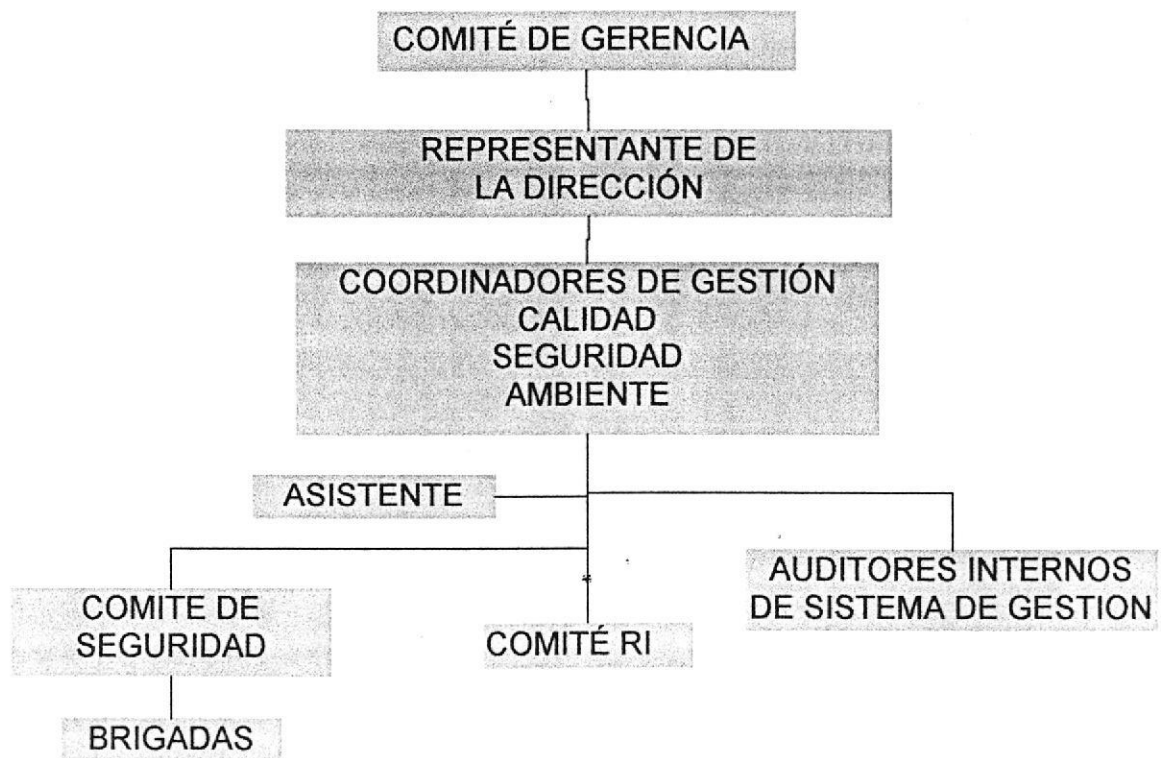 COMITÉ DE GERENCIA
REPRESENTANTE DE
LA DIRECCIÓN
COORDINADORES DE GESTIÓN
CALIDAD
SEGURIDAD
AMBIENTE
ASISTENTE
COMITE DE
SEGURIDAD
COMITÉ RI
AUDITORES INTERNOS
DE SISTEMA DE GESTION
BRIGADAS